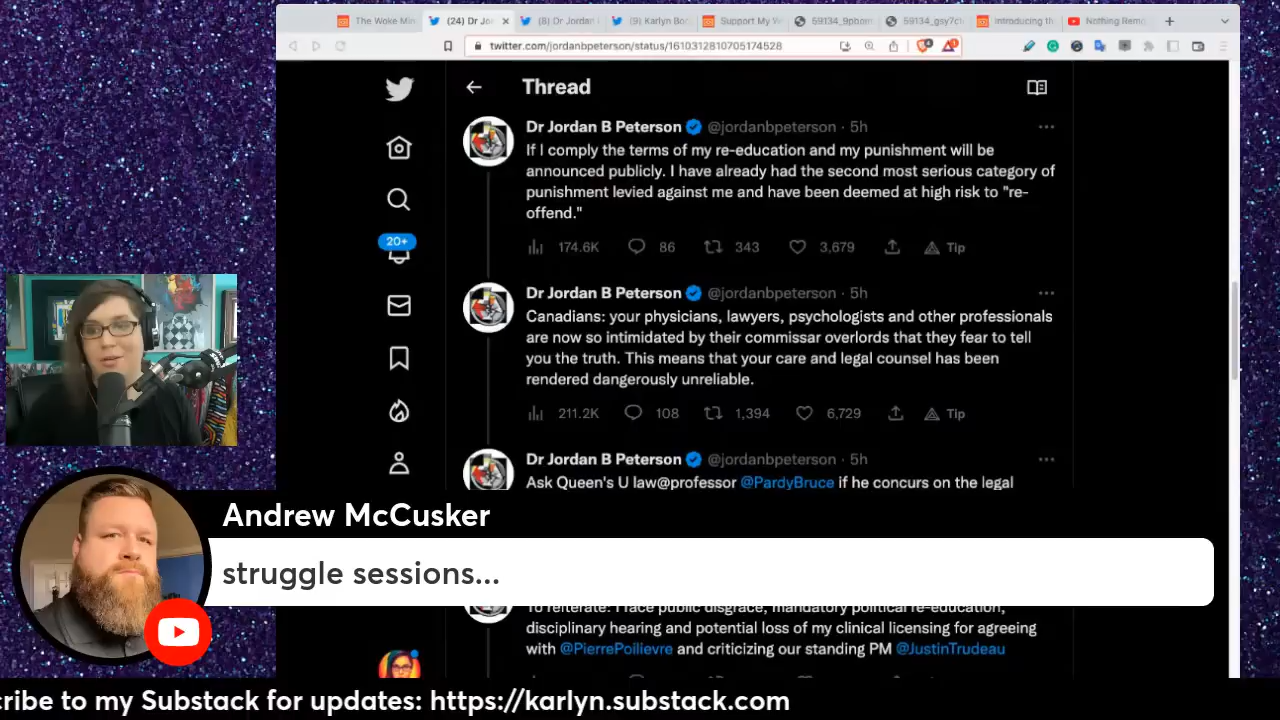 The Woke Min
(24) Dr Jo
(8) Dr Jordan
(9) Karlyn Bo
Support My W
59134_9pbom
59134_gsy7c
Introducing th
Nothing Rem
twitter.com/jordanbpeterson/status/1610312810705174528
Thread
Dr Jordan B Peterson @jordanbpeterson · 5h
If I comply the terms of my re-education and my punishment will be
announced publicly. I have already had the second most serious category of
punishment levied against me and have been deemed at high risk to "re-
offend."
174.6K 86 343 3,679 Tip
20+
Dr Jordan B Peterson @jordanbpeterson · 5h
Canadians: your physicians, lawyers, psychologists and other professionals
are now so intimidated by their commissar overlords that they fear to tell
you the truth. This means that your care and legal counsel has been
rendered dangerously unreliable.
211.2K 108 1,394 6,729 Tip
Dr Jordan B Peterson @jordanbpeterson · 5h
Ask Queen's U law@professor @PardyBruce if he concurs on the legal
Andrew McCusker
struggle sessions...
To reiterate: I face public disgrace, mandatory political re-education,
disciplinary hearing and potential loss of my clinical licensing for agreeing
with @PierrePoilievre and criticizing our standing PM @JustinTrudeau
cribe to my Substack for updates: https://karlyn.substack.com